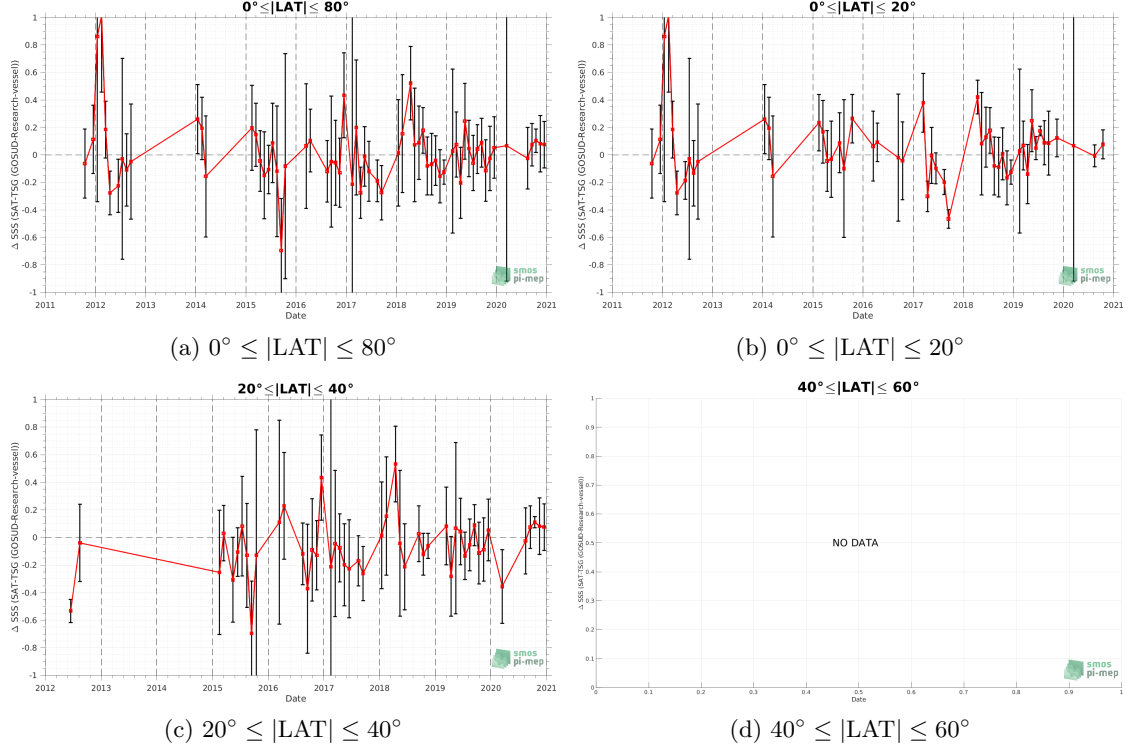 0°≤|LAT|≤ 80°
1
0.8
0.6
0.4
0.2
0
-0.2
-0.4
-0.6
-0.8
-1
Δ SSS (SAT-TSG (GOSUD-Research-vessel))
2011 2012 2013 2014 2015 2016 2017 2018 2019 2020 2021
Date
smos
pi-mep
(a) 0° ≤ |LAT| ≤ 80°
0°≤|LAT|≤ 20°
1
0.8
0.6
0.4
0.2
0
-0.2
-0.4
-0.6
-0.8
-1
Δ SSS (SAT-TSG (GOSUD-Research-vessel))
2011 2012 2013 2014 2015 2016 2017 2018 2019 2020 2021
Date
smos
pi-mep
(b) 0° ≤ |LAT| ≤ 20°
20°≤|LAT|≤ 40°
1
0.8
0.6
0.4
0.2
0
-0.2
-0.4
-0.6
-0.8
-1
Δ SSS (SAT-TSG (GOSUD-Research-vessel))
2012 2013 2014 2015 2016 2017 2018 2019 2020 2021
Date
smos
pi-mep
(c) 20° ≤ |LAT| ≤ 40°
40°≤|LAT|≤ 60°
1
0.9
0.8
0.7
0.6
0.5
0.4
0.3
0.2
0.1
0
Δ SSS (SAT-TSG (GOSUD-Research-vessel))
NO DATA
0 0.1 0.2 0.3 0.4 0.5 0.6 0.7 0.8 0.9 1
Date
smos
pi-mep
(d) 40° ≤ |LAT| ≤ 60°